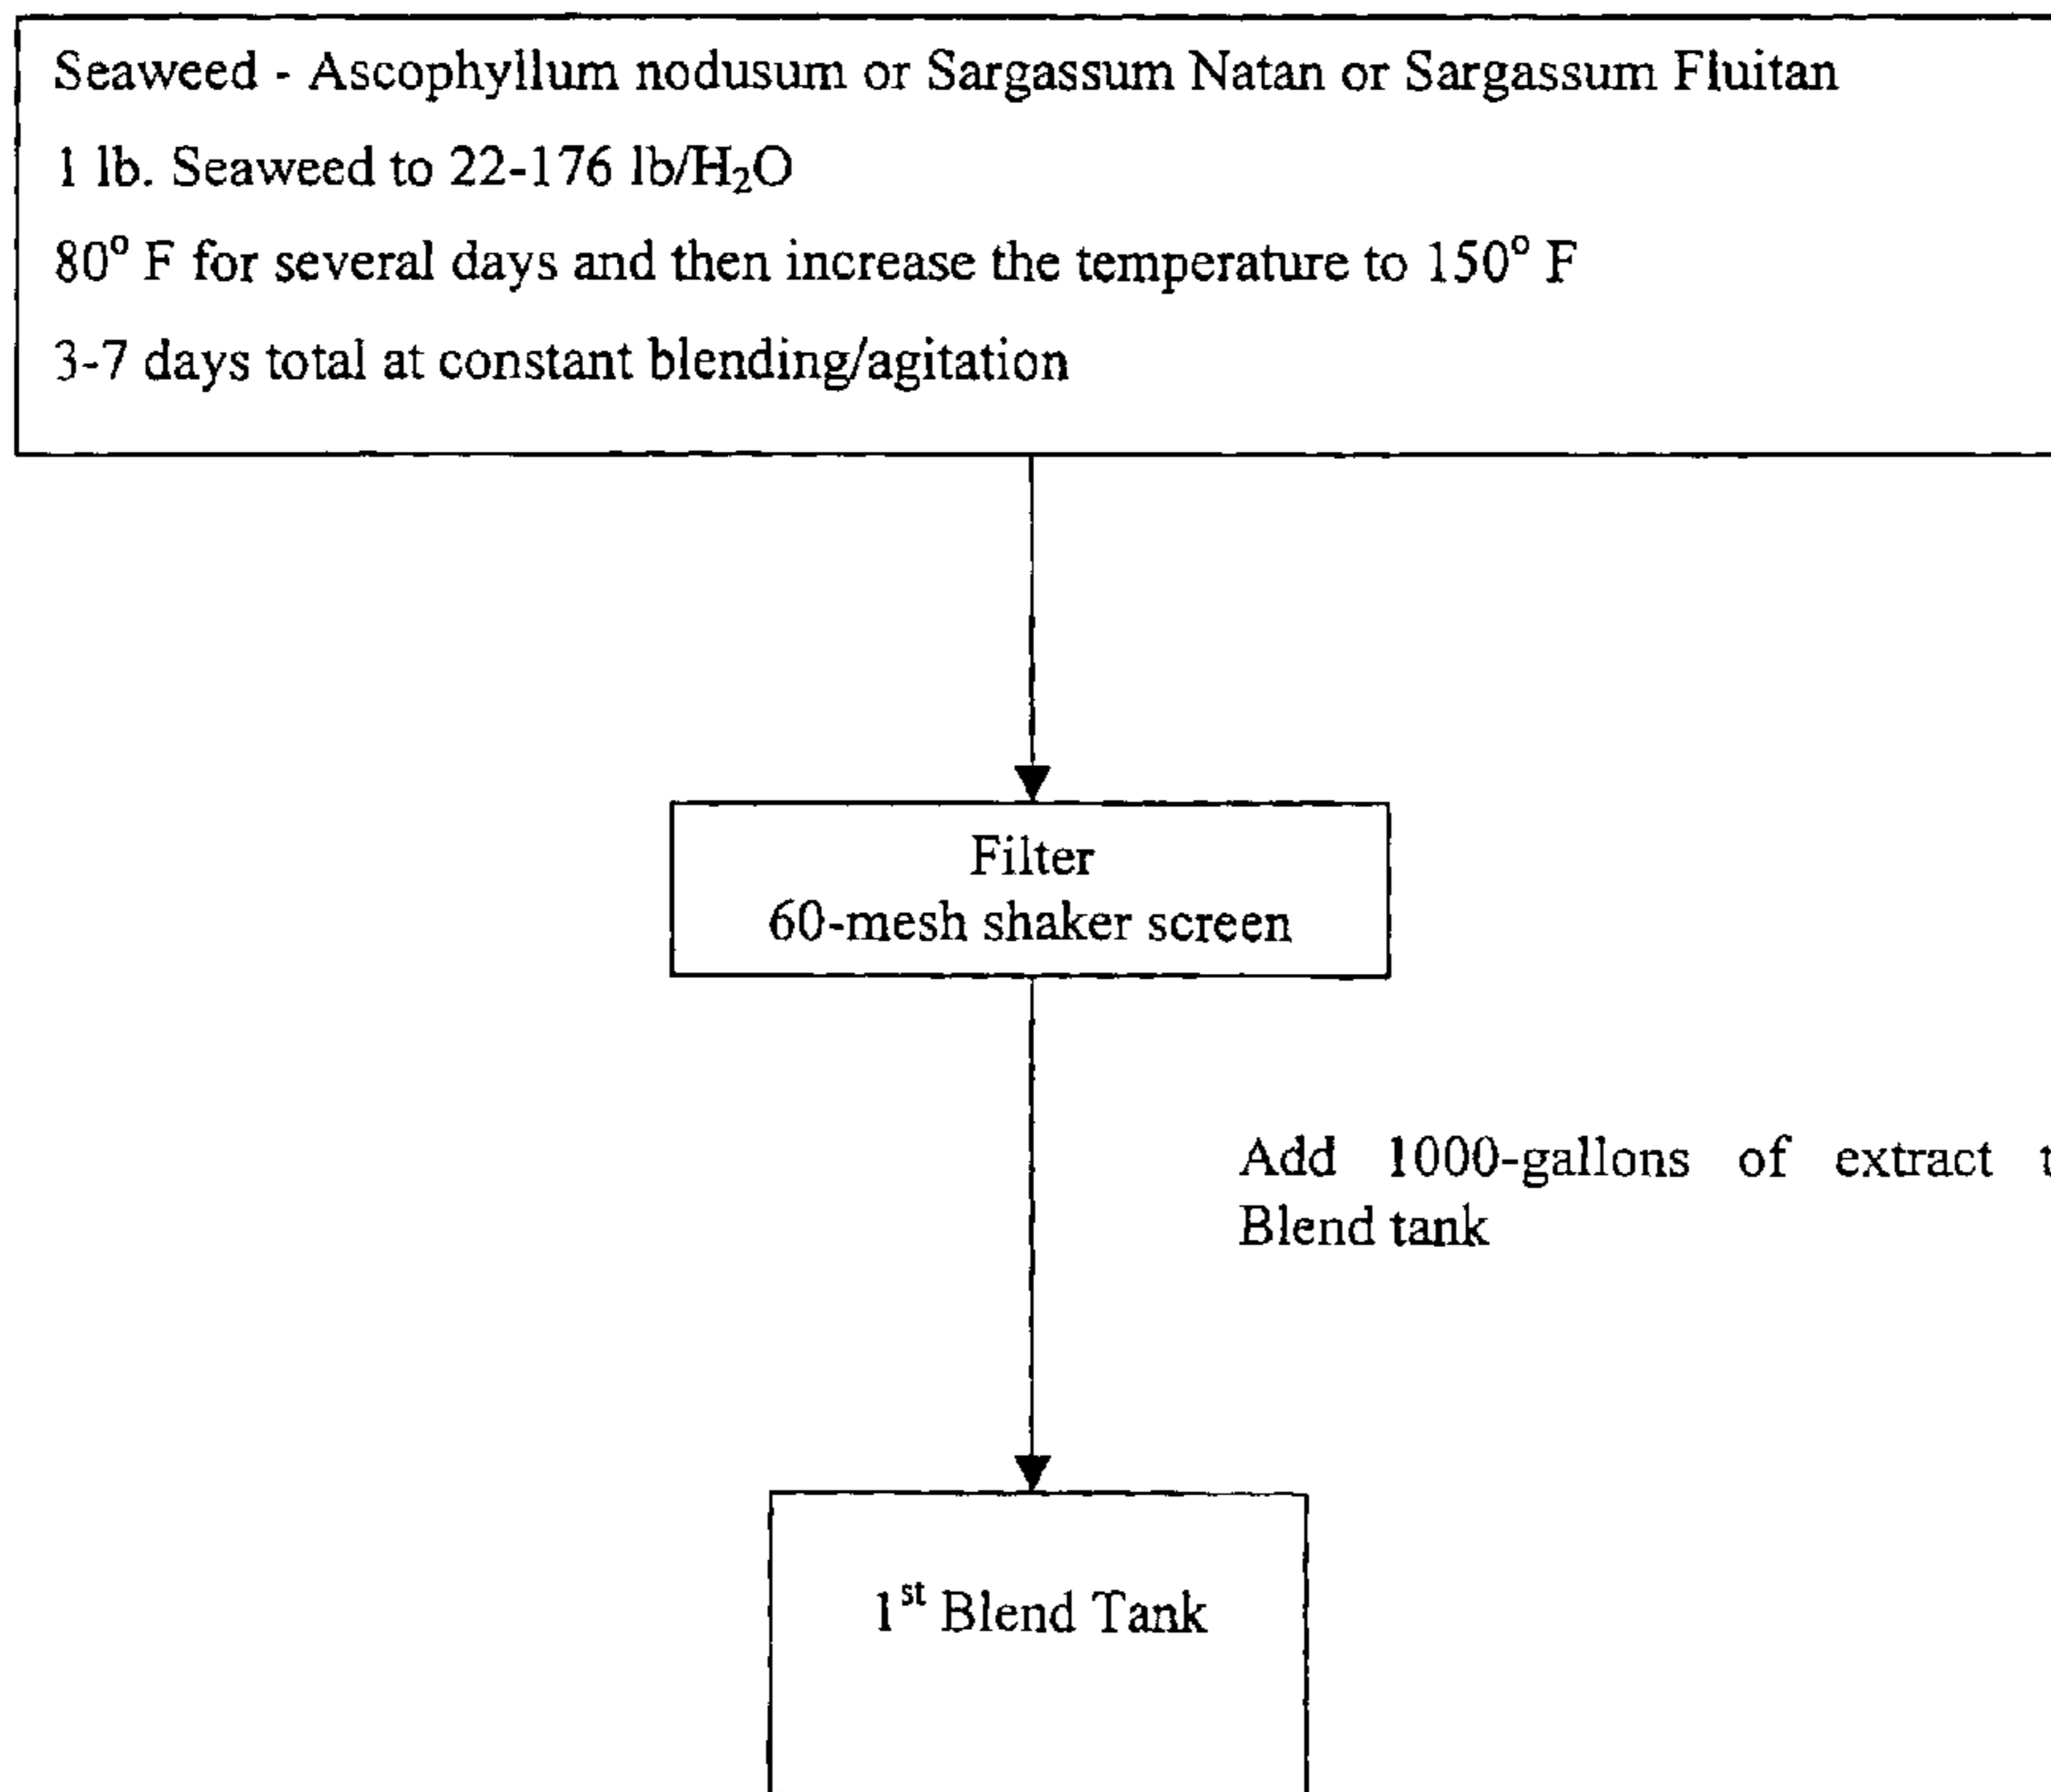 Seaweed - Ascophyllum nodusum or Sargassum Natan or Sargassum Fluitan
1 lb. Seaweed to 22-176 lb/H₂O
80° F for several days and then increase the temperature to 150° F
3-7 days total at constant blending/agitation
Filter
60-mesh shaker screen
Add 1000-gallons of extract
Blend tank
1st Blend Tank